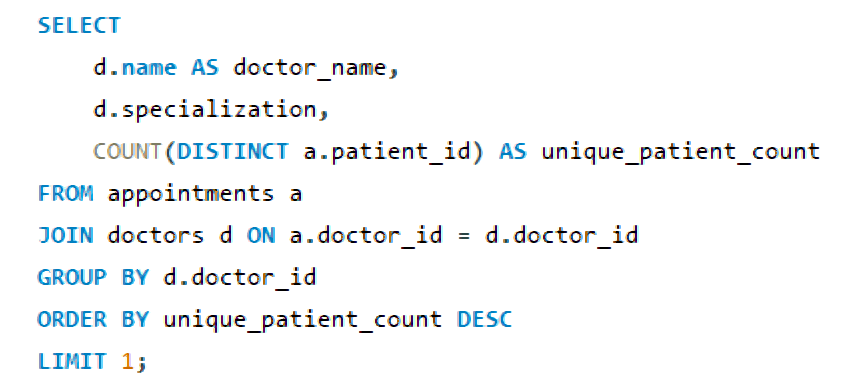 SELECT
    d.name AS doctor_name,
    d.specialization,
    COUNT(DISTINCT a.patient_id) AS unique_patient_count
FROM appointments a
JOIN doctors d ON a.doctor_id = d.doctor_id
GROUP BY d.doctor_id
ORDER BY unique_patient_count DESC
LIMIT 1;